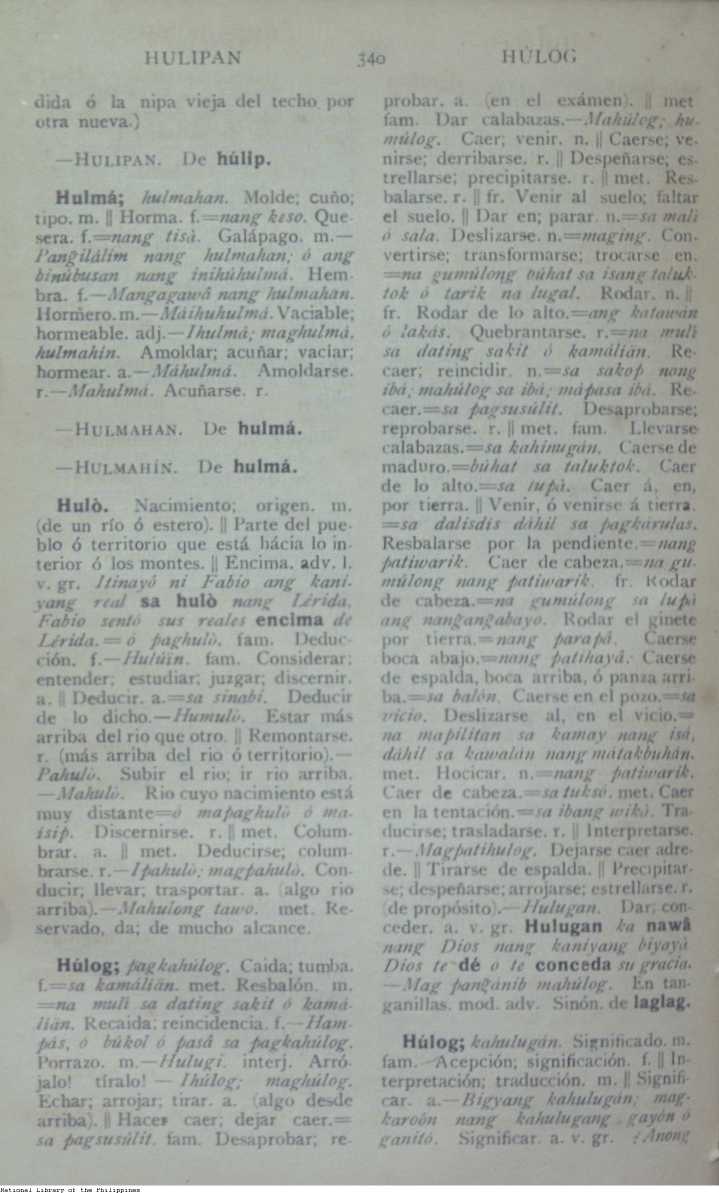 HULIPAN 340 HÚLOG
dida ó la nipa vieja del techo por
otra nueva.)
—HULIPAN. De húlip.
Hulmá; hulmahan. Molde; cuño;
tipo. m. || Horma. f.=nang keso. Que-
sera. f.=nang tisà. Galápago. m.—
Pangilálim nang hulmahan; ó ang
binúbusan nang inihúhulmá. Hem-
bra. f.—Mangagawâ nang hulmahan.
Hormero. m.—Máihuhulmá. Vaciable;
hormeable. adj.—Ihulmá; maghulmá,
hulmahín. Amoldar; acuñar; vaciar;
hormear. a.—Máhulmá. Amoldarse.
r.—Mahulmá. Acuñarse. r.
—HULMAHAN. De hulmá.
—HULMAHÍN. De hulmá.
Hulò. Nacimiento; origen. m.
(de un río ó estero). || Parte del pue-
blo ó territorio que está hácia lo in-
terior ó los montes. || Encima. adv. l.
v. gr. Itinayó ni Fabio ang kani-
yang real sa hulò nang Lérida,
Fabio sentó sus reales encima de
Lérida.=ó paghulò. fam. Deduc-
ción. f.—Hulúin. fam. Considerar;
entender; estudiar; juzgar; discernir.
a. || Deducir. a.=sa sinabi. Deducir
de lo dicho.—Humulò. Estar más
arriba del rio que otro. || Remontarse.
r. (más arriba del rio ó territorio).—
Pahulò. Subir el rio; ir rio arriba.
—Mahulò. Rio cuyo nacimiento está
muy distante=ó mapaghulò ó ma-
isip. Discernirse. r. || met. Colum-
brar. a. || met. Deducirse; colum-
brarse. r.—Ipahulò; magpahulò. Con-
ducir; llevar; trasportar. a. (algo rio
arriba).—Mahulong tawo. met. Re-
servado, da; de mucho alcance.
Húlog; pagkahúlog. Caida; tumba.
f.=sa kamálián. met. Resbalón. m.
=na muli sa dating sakit ó kamá-
lián. Recaida; reincidencia. f.—Ham-
pás, ó búkol ó pasâ sa pagkahúlog.
Porrazo. m.—Hulugi. interj. Arró-
jalo! tíralo!—Ihúlog; maghúlog.
Echar; arrojar; tirar. a. (algo desde
arriba). || Hacer caer; dejar caer.=
sa pagsusúlit. fam. Desaprobar; re-
probar. a. (en el exámen). || met
fam. Dar calabazas.—Mahúlog; hu-
múlog. Caer; venir. n. || Caerse; ve-
nirse; derribarse. r. || Despeñarse; es-
trellarse; precipitarse. r. || met. Res-
balarse. r. || fr. Venir al suelo; faltar
el suelo. || Dar en; parar. n.=sa mali
ó sala. Deslizarse. n.=maging. Con-
vertirse; transformarse; trocarse en.
=na gumúlong búhat sa isang taluk-
tok ó tarik na lugal. Rodar. n. ||
fr. Rodar de lo alto.=ang katawán
ó lakás. Quebrantarse. r.=na muli
sa dating sakit ó kamálián. Re-
caer; reincidir. n.=sa sakop nang
ibá; mahúlog sa ibá; mápasa ibá. Re-
caer.=sa pagsusúlit. Desaprobarse;
reprobarse. r. || met. fam. Llevarse
calabazas.=sa kahinugán. Caerse de
maduro.=búhat sa taluktok. Caer
de lo alto.=sa lupà. Caer á, en,
por tierra. || Venir, ó venirse á tierra.
=sa dalisdis dáhil sa pagkárulas.
Resbalarse por la pendiente.=nang
patiwarik. Caer de cabeza.=na gu-
múlong nang patiwarik. fr. Rodar
de cabeza.=na gumúlong sa lupà
ang nangangabayo. Rodar el ginete
por tierra.=nang parapá. Caerse
boca abajo.=nang patihayâ. Caerse
de espalda, boca arriba, ó panza arri-
ba.=sa balón. Caerse en el pozo.=sa
vicio. Deslizarse al, en el vicio.=
na mapilitan sa kamay nang isá,
dáhil sa kawalán nang mátakbuhán.
met. Hocicar. n.=nang patiwarik.
Caer de cabeza.=sa tuksó. met. Caer
en la tentación.=sa ibang wikà. Tra-
ducirse; trasladarse. r. || Interpretarse.
r.—Magpatihulog. Dejarse caer adre-
de. || Tirarse de espalda. || Precipitar-
se; despeñarse; arrojarse; estrellarse. r.
(de propósito).—Hulugan. Dar; con-
ceder. a. v. gr. Hulugan ka nawâ
nang Dios nang kaniyang biyayà
Dios te dé o te conceda su gracia.
—Mag pangánib mahúlog. En tan-
ganillas. mod. adv. Sinón. de laglag.
Húlog; kahulugán. Significado. m.
fam. Acepción; significación. f. || In-
terpretación; traducción. m. || Signifi-
car. a.—Bigyang kahulugán; mag-
karoón nang kahulugang gayón ó
ganitó. Significar. a. v. gr. ¿Anong
National Library of the Philippines